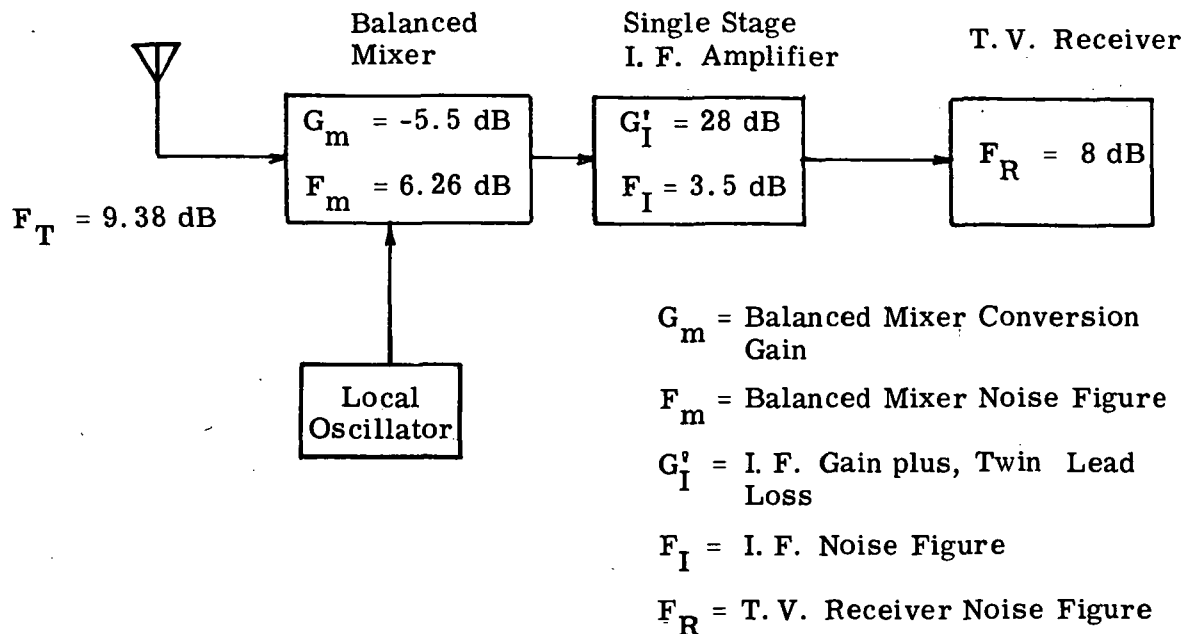 Balanced
Mixer
Single Stage
I. F. Amplifier
T. V. Receiver
G_m = -5.5 dB
F_m = 6.26 dB
G'_I = 28 dB
F_I = 3.5 dB
F_R = 8 dB
F_T = 9.38 dB
Local
Oscillator
G_m = Balanced Mixer Conversion
Gain
F_m = Balanced Mixer Noise Figure
G'_I = I. F. Gain plus, Twin Lead
Loss
F_I = I. F. Noise Figure
F_R = T. V. Receiver Noise Figure